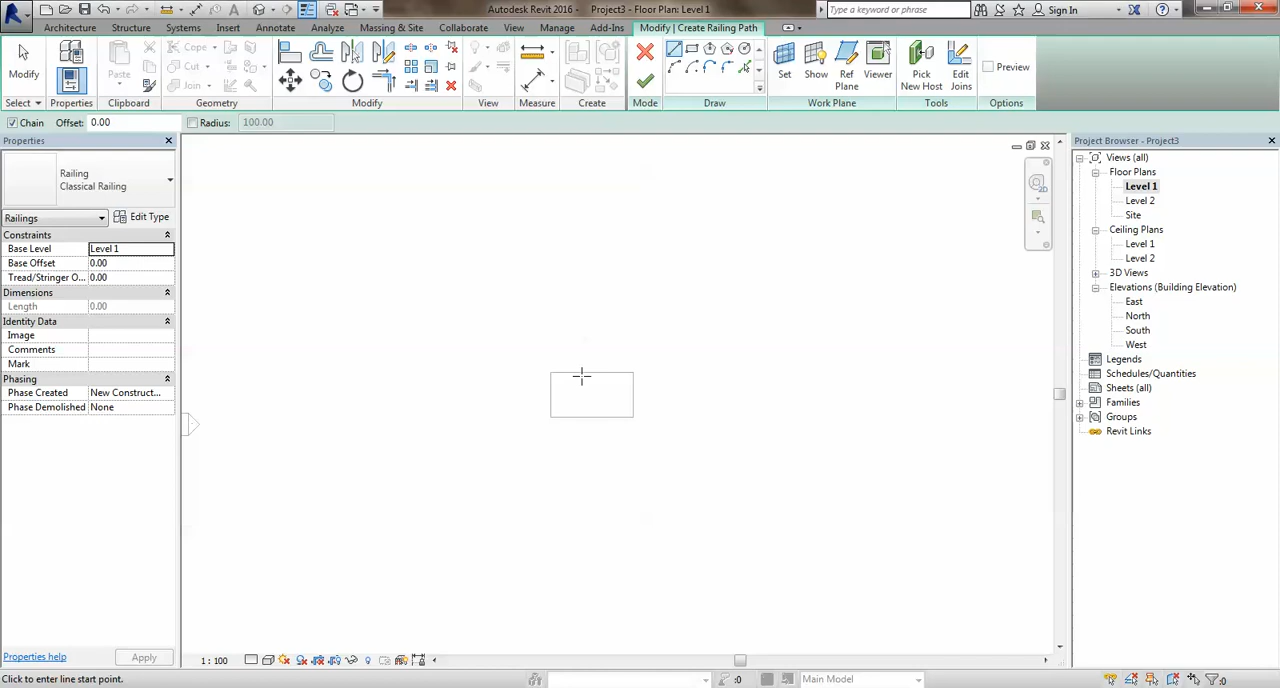 Autodesk Revit 2016 - Project3 - Floor Plan: Level 1
Type a keyword or phrase
Sign In
Architecture Structure Systems Insert Annotate Analyze Massing & Site Collaborate View Manage Add-Ins Modify | Create Railing Path
Modify
Paste
Cope
Cut
Join
Set Show Ref Plane Viewer
Pick New Host
Edit Joins
Preview
Select Properties Clipboard Geometry Modify View Measure Create Mode Draw Work Plane Tools Options
Chain Offset: 0.00 Radius: 100.00
Properties
Railing
Classical Railing
Railings Edit Type
Constraints
Base Level Level 1
Base Offset 0.00
Tread/Stringer O... 0.00
Dimensions
Length 0.00
Identity Data
Image
Comments
Mark
Phasing
Phase Created New Construct...
Phase Demolished None
Properties help Apply
2D
Project Browser - Project3
Views (all)
Floor Plans
Level 1
Level 2
Site
Ceiling Plans
Level 1
Level 2
3D Views
Elevations (Building Elevation)
East
North
South
West
Legends
Schedules/Quantities
Sheets (all)
Families
Groups
Revit Links
1 : 100
Click to enter line start point.
:0
Main Model
:0